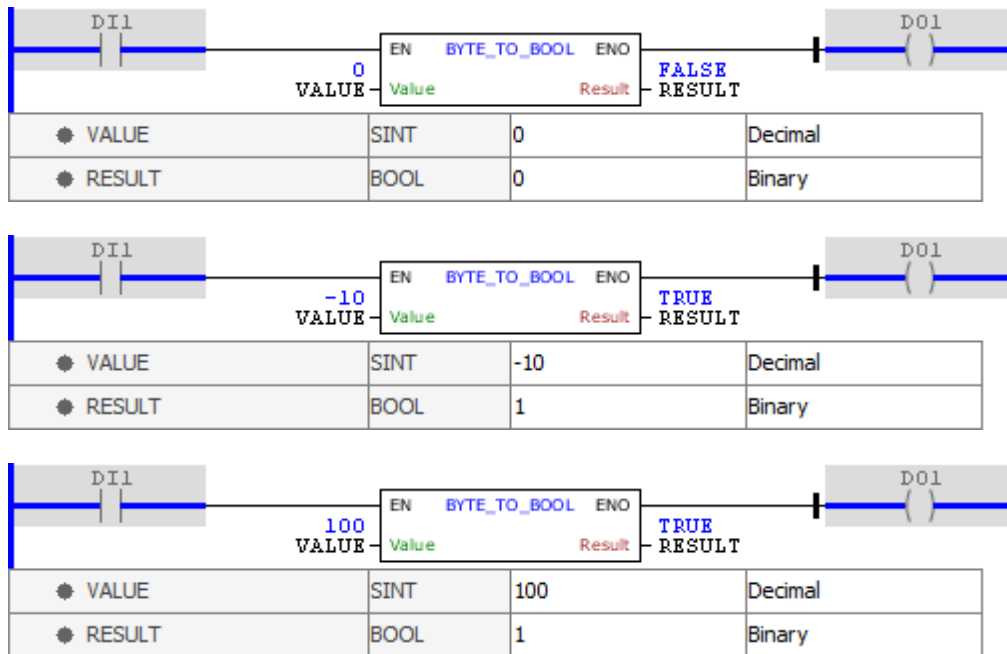 DI1 DO1
EN BYTE_TO_BOOL ENO
0 FALSE
VALUE Value Result RESULT
VALUE SINT 0 Decimal
RESULT BOOL 0 Binary
DI1 DO1
EN BYTE_TO_BOOL ENO
-10 TRUE
VALUE Value Result RESULT
VALUE SINT -10 Decimal
RESULT BOOL 1 Binary
DI1 DO1
EN BYTE_TO_BOOL ENO
100 TRUE
VALUE Value Result RESULT
VALUE SINT 100 Decimal
RESULT BOOL 1 Binary